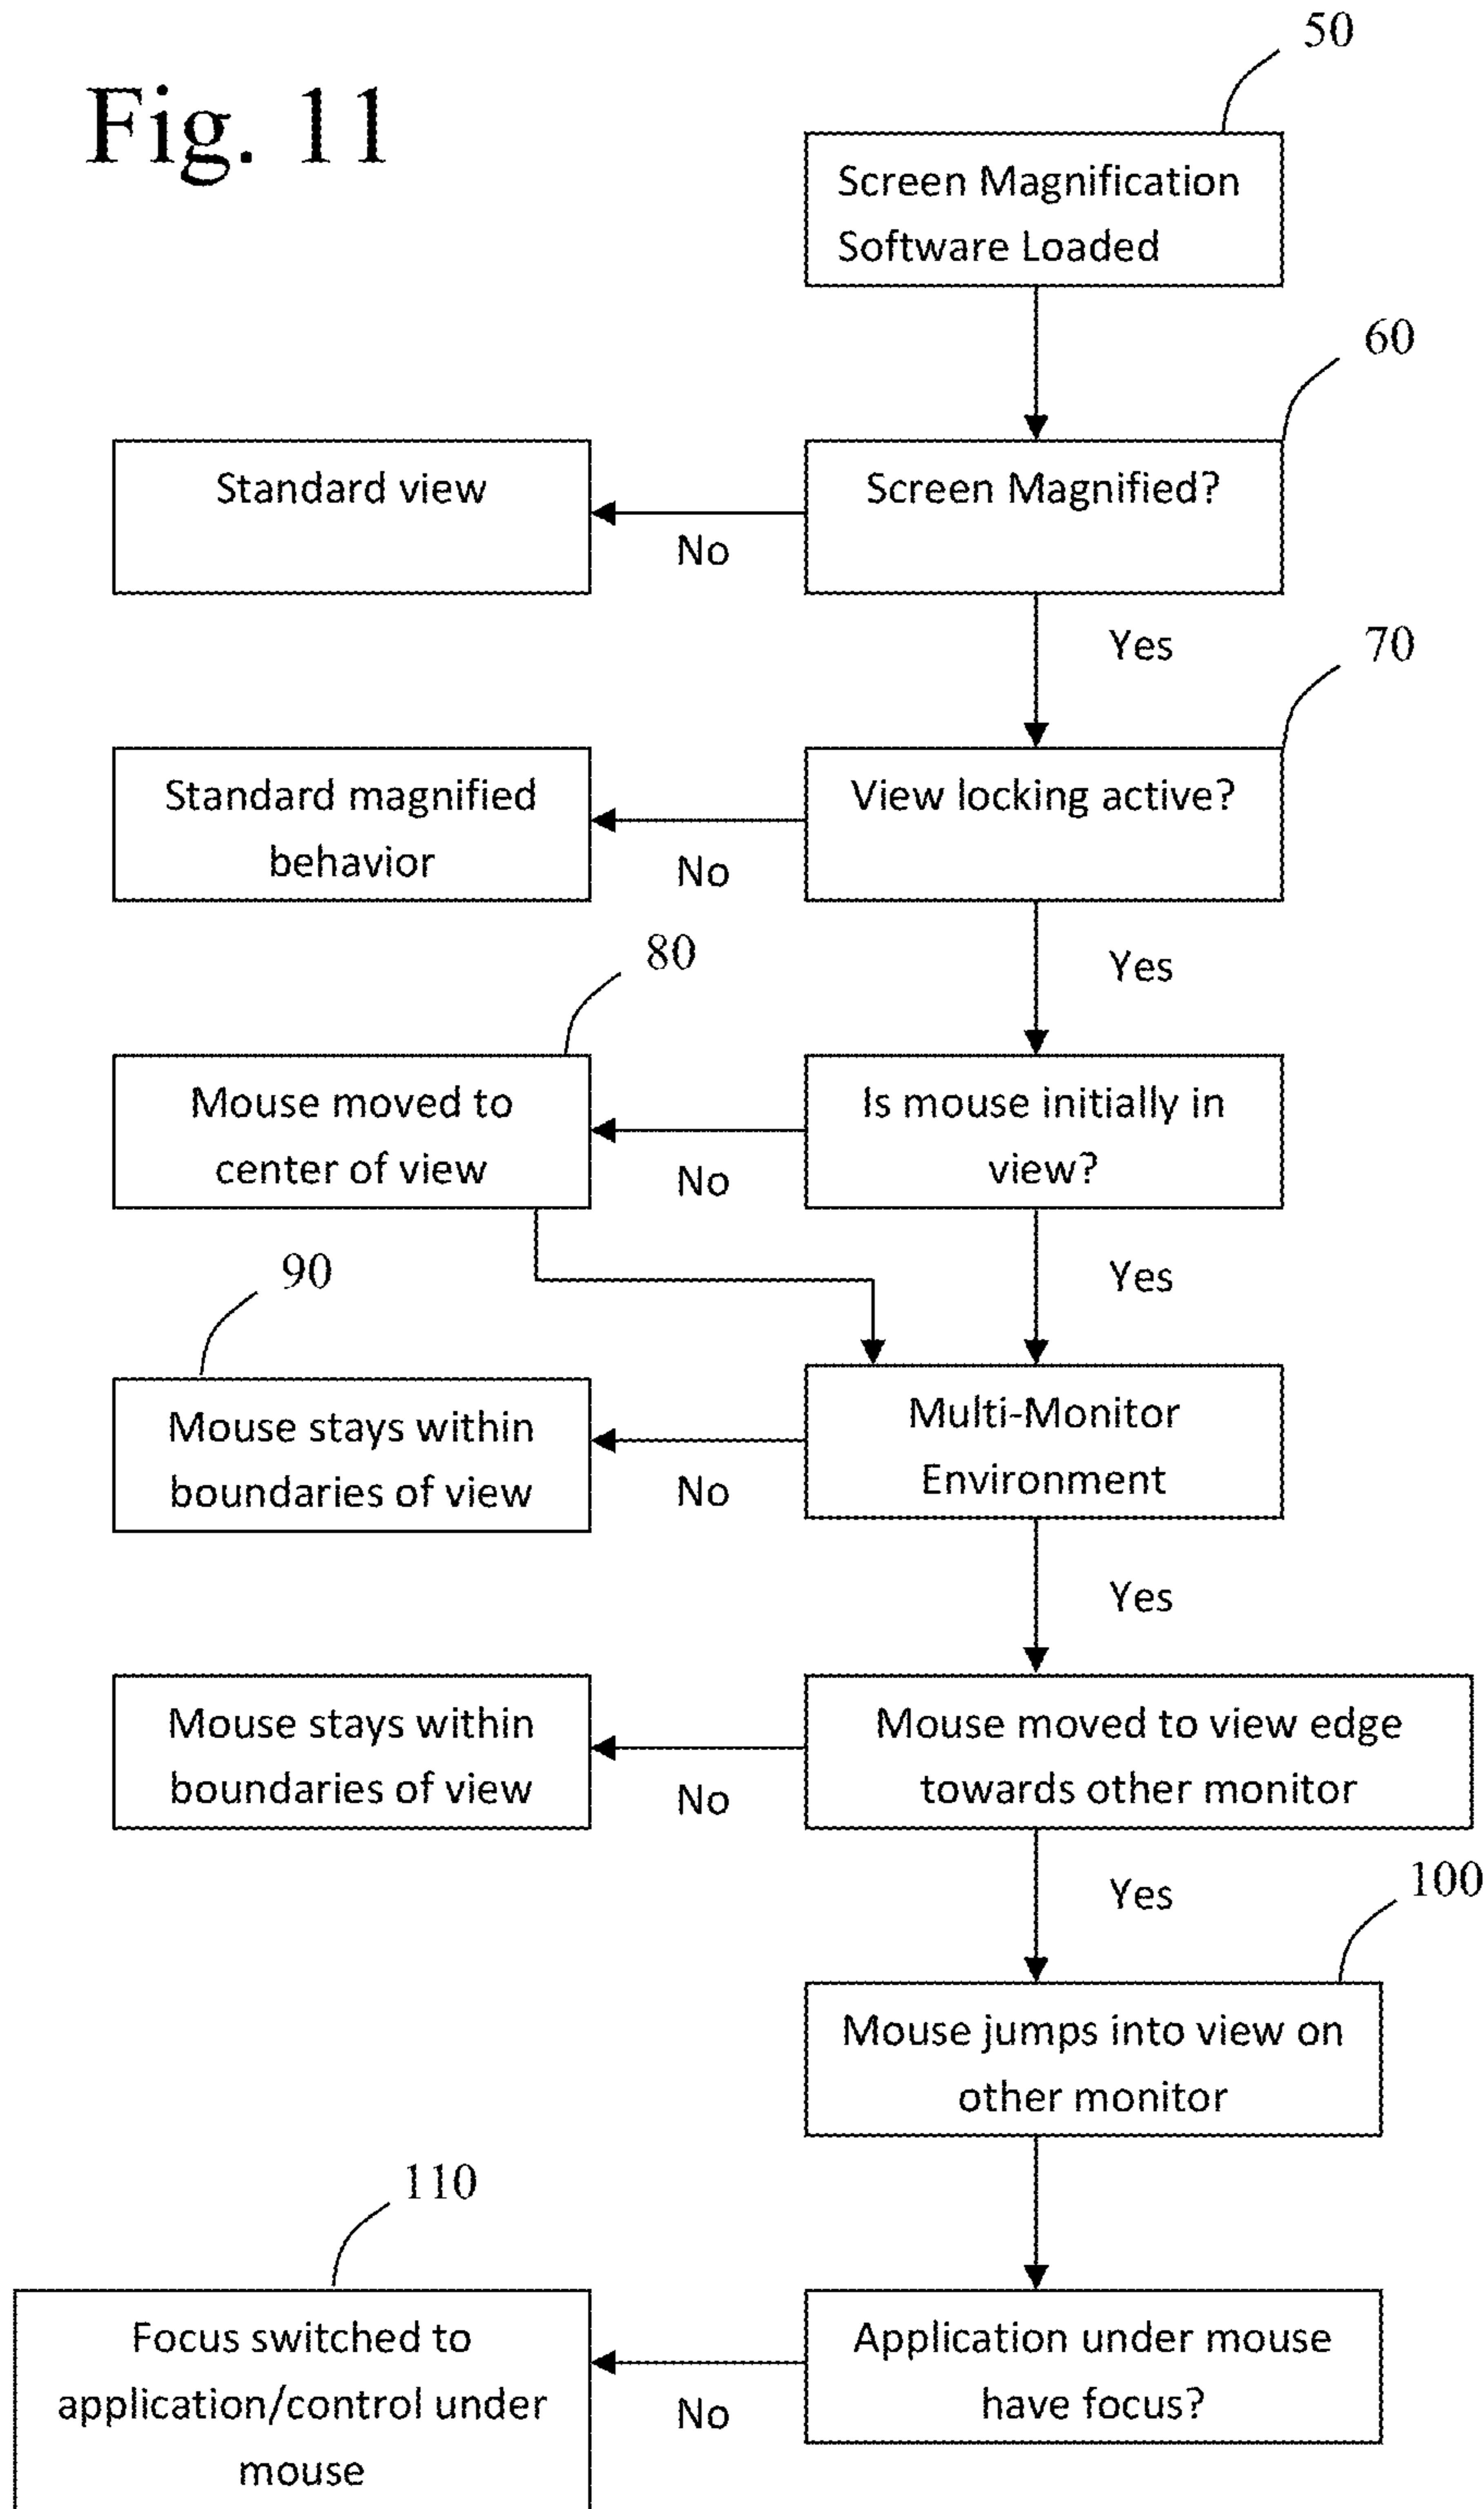 Fig. 11
50
Screen Magnification
Software Loaded
60
Standard view
No
Screen Magnified?
Yes
70
Standard magnified
behavior
No
View locking active?
Yes
80
Mouse moved to
center of view
No
Is mouse initially in
view?
Yes
90
Mouse stays within
boundaries of view
No
Multi-Monitor
Environment
Yes
Mouse stays within
boundaries of view
No
Mouse moved to view edge
towards other monitor
Yes
100
Mouse jumps into view on
other monitor
110
Focus switched to
application/control under
mouse
No
Application under mouse
have focus?